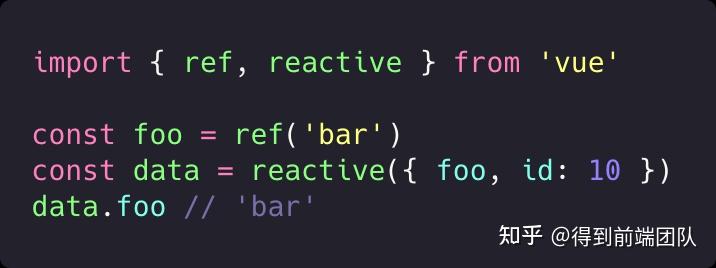 import { ref, reactive } from 'vue'
const foo = ref('bar')
const data = reactive({ foo, id: 10 })
data.foo // 'bar'
知乎 @得到前端团队